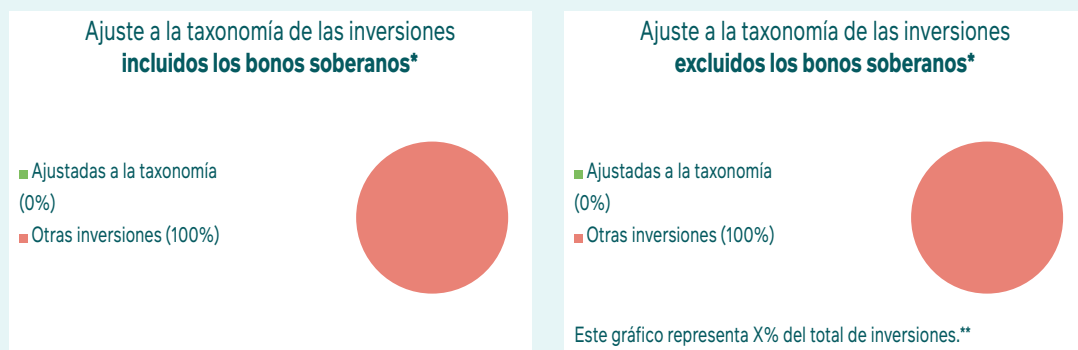 Ajuste a la taxonomía de las inversiones
incluidos los bonos soberanos*
Ajustadas a la taxonomía
(0%)
Otras inversiones (100%)
Ajuste a la taxonomía de las inversiones
excluidos los bonos soberanos*
Ajustadas a la taxonomía
(0%)
Otras inversiones (100%)
Este gráfico representa X% del total de inversiones.**